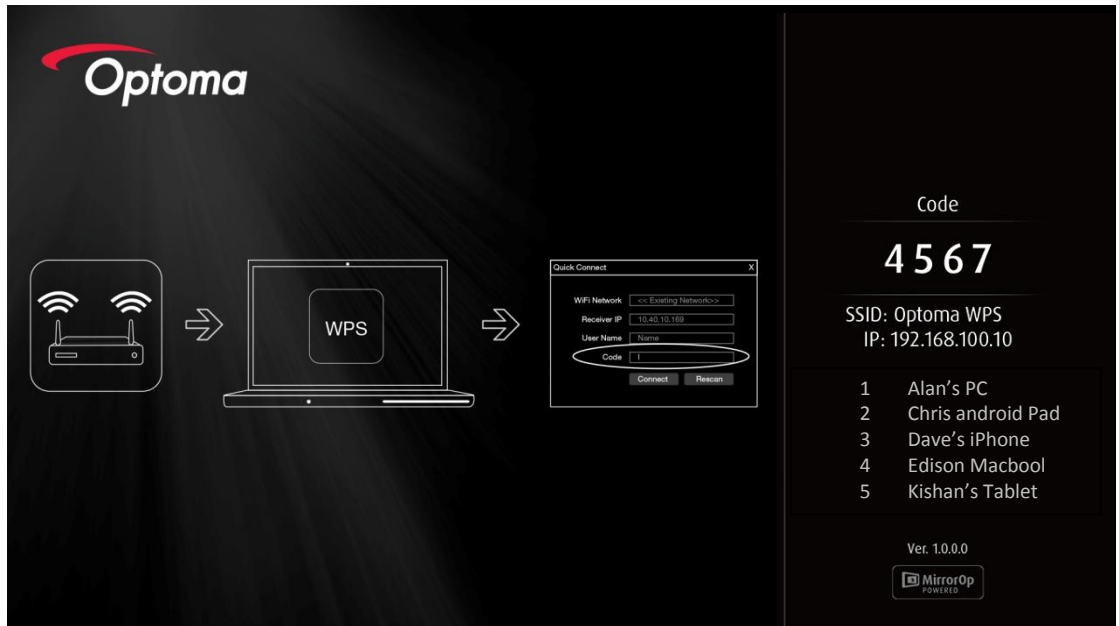 Optoma
WPS
Quick Connect X
WiFi Network << Existing Network>>
Receiver IP 10.40.10.169
User Name Name
Code I
Connect Rescan
Code
4567
SSID: Optoma WPS
IP: 192.168.100.10
1 Alan’s PC
2 Chris android Pad
3 Dave’s iPhone
4 Edison Macbool
5 Kishan’s Tablet
Ver. 1.0.0.0
MirrorOp
POWERED